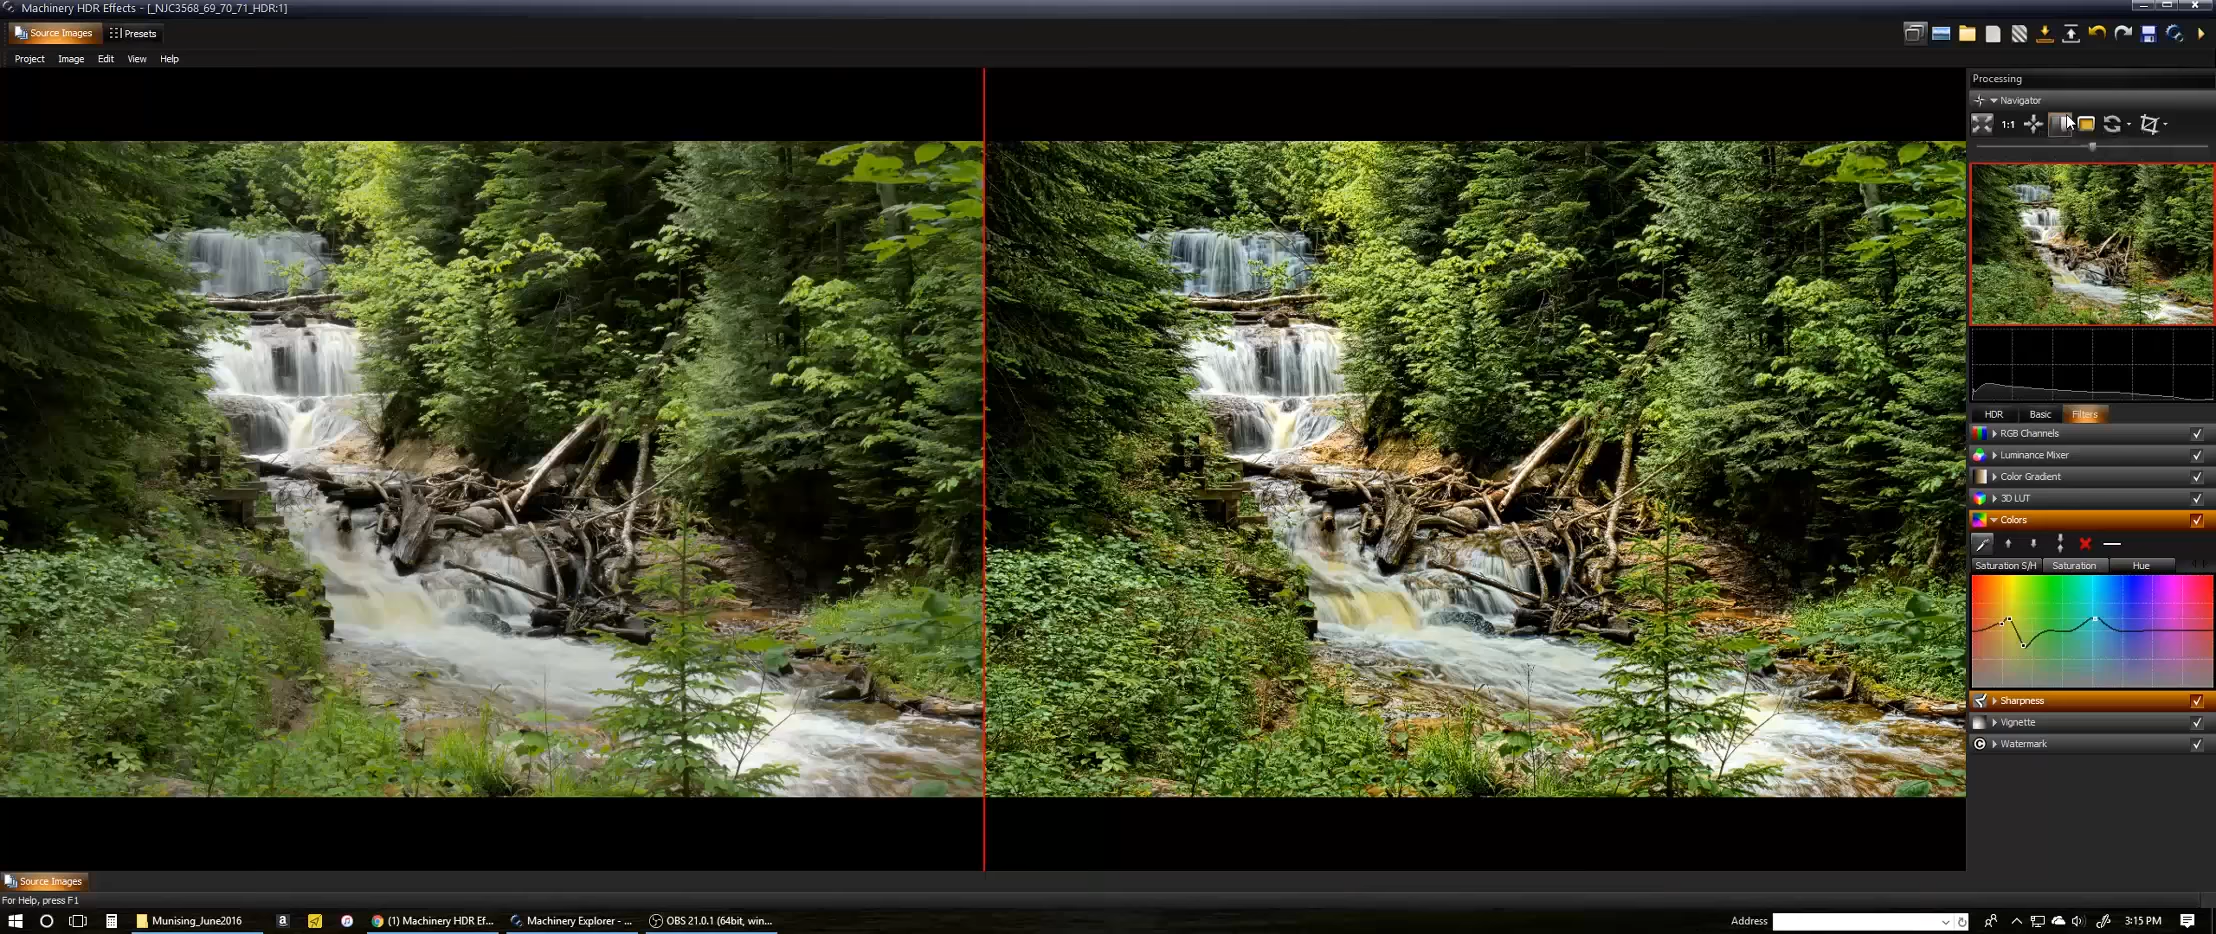 Machinery HDR Effects - [_NJC3568_69_70_71_HDR:1]
Source Images Presets
Project Image Edit View Help
Processing
Navigator
1:1
HDR Basic Filters
RGB Channels
Luminance Mixer
Color Gradient
3D LUT
Colors
Saturation S/H Saturation Hue
Sharpness
Vignette
Watermark
Source Images
For Help, press F1
Munising_June2016 (1) Machinery HDR Ef... Machinery Explorer - ... OBS 21.0.1 (64bit, win... Address 3:15 PM